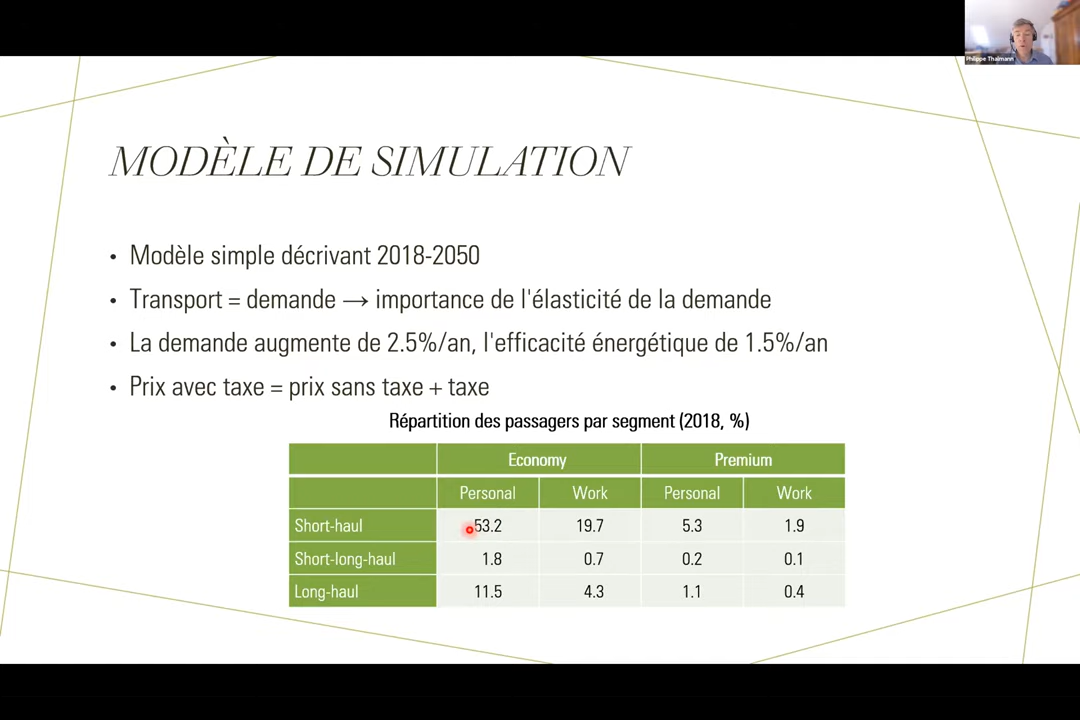 Philippe Thalmann
MODÈLE DE SIMULATION
• Modèle simple décrivant 2018-2050
• Transport = demande → importance de l'élasticité de la demande
• La demande augmente de 2.5%/an, l'efficacité énergétique de 1.5%/an
• Prix avec taxe = prix sans taxe + taxe
Répartition des passagers par segment (2018, %)
Economy Premium
Personal Work Personal Work
Short-haul 53.2 19.7 5.3 1.9
Short-long-haul 1.8 0.7 0.2 0.1
Long-haul 11.5 4.3 1.1 0.4